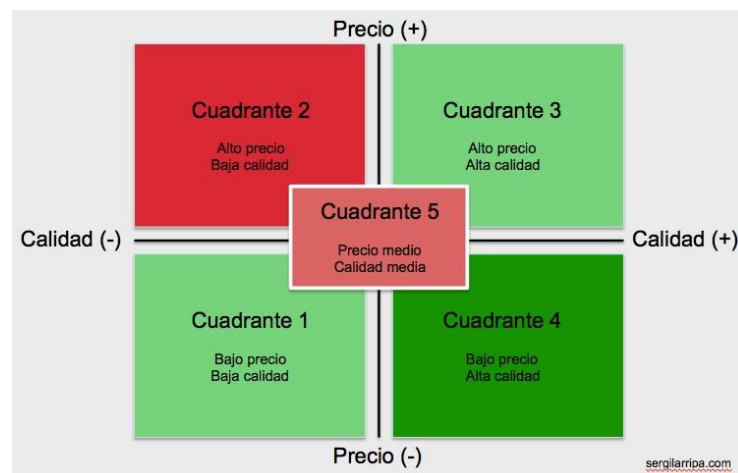 Precio (+)
Cuadrante 2
Alto precio
Baja calidad
Cuadrante 3
Alto precio
Alta calidad
Calidad (-)
Cuadrante 5
Precio medio
Calidad media
Calidad (+)
Cuadrante 1
Bajo precio
Baja calidad
Cuadrante 4
Bajo precio
Alta calidad
Precio (-)
sergilarripa.com